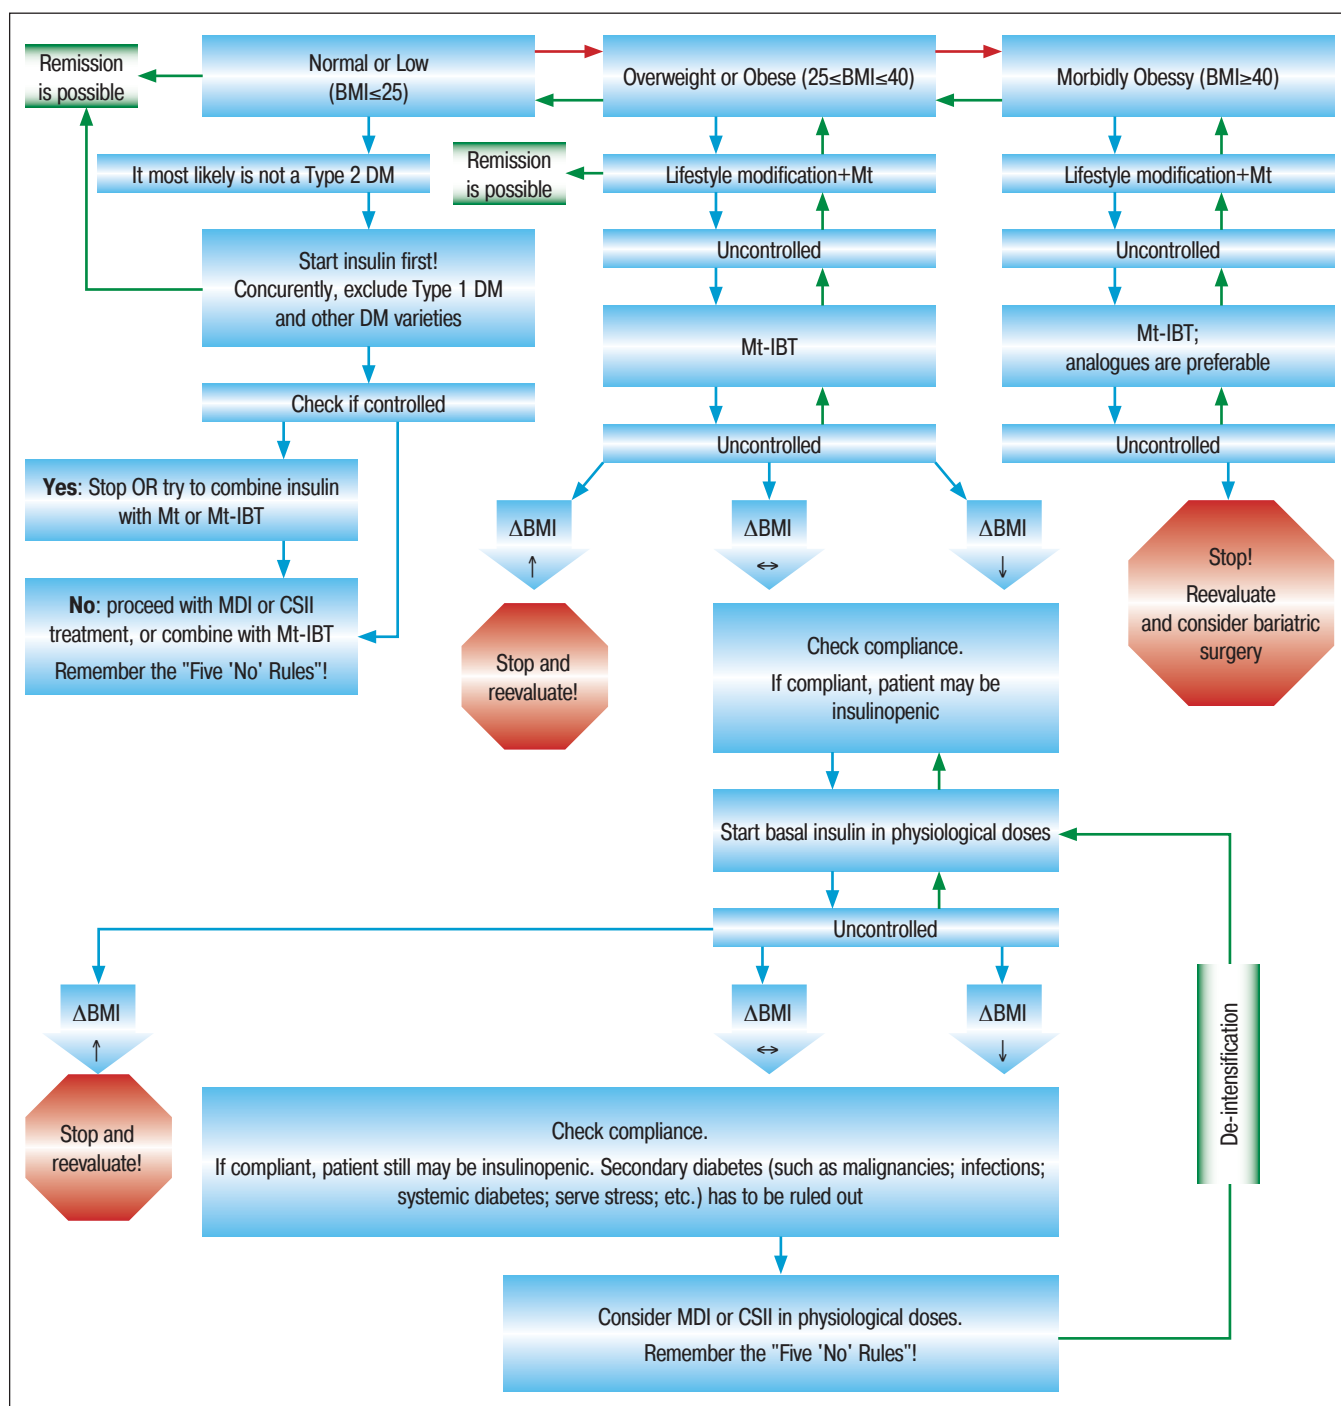 Remission
is possible
Normal or Low
(BMI≤25)
Overweight or Obese (25≤BMI≤40)
Morbidly Obessy (BMI≥40)
It most likely is not a Type 2 DM
Remission
is possible
Lifestyle modification+Mt
Lifestyle modification+Mt
Start insulin first!
Concurently, exclude Type 1 DM
and other DM varieties
Uncontrolled
Uncontrolled
Mt-IBT
Mt-IBT;
analogues are preferable
Check if controlled
Uncontrolled
Uncontrolled
Yes: Stop OR try to combine insulin
with Mt or Mt-IBT
ΔBMI
↑
ΔBMI
↔
ΔBMI
↓
Stop!
Reevaluate
and consider bariatric
surgery
No: proceed with MDI or CSII
treatment, or combine with Mt-IBT
Remember the "Five 'No' Rules"!
Stop and
reevaluate!
Check compliance.
If compliant, patient may be
insulinopenic
Start basal insulin in physiological doses
Uncontrolled
ΔBMI
↑
ΔBMI
↔
ΔBMI
↓
De-intensification
Stop and
reevaluate!
Check compliance.
If compliant, patient still may be insulinopenic. Secondary diabetes (such as malignancies; infections;
systemic diabetes; serve stress; etc.) has to be ruled out
Consider MDI or CSII in physiological doses.
Remember the "Five 'No' Rules"!